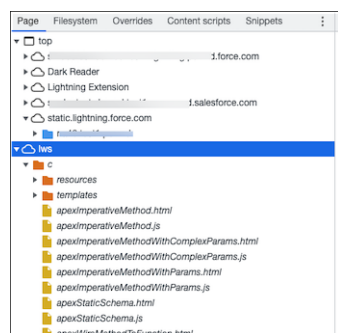 Page Filesystem Overrides Content scripts Snippets
top
.force.com
Dark Reader
Lightning Extension
.salesforce.com
static.lightning.force.com
lws
c
resources
templates
apexImperativeMethod.html
apexImperativeMethod.js
apexImperativeMethodWithComplexParams.html
apexImperativeMethodWithComplexParams.js
apexImperativeMethodWithParams.html
apexImperativeMethodWithParams.js
apexStaticSchema.html
apexStaticSchema.js
apexWireMethodToFunction.html